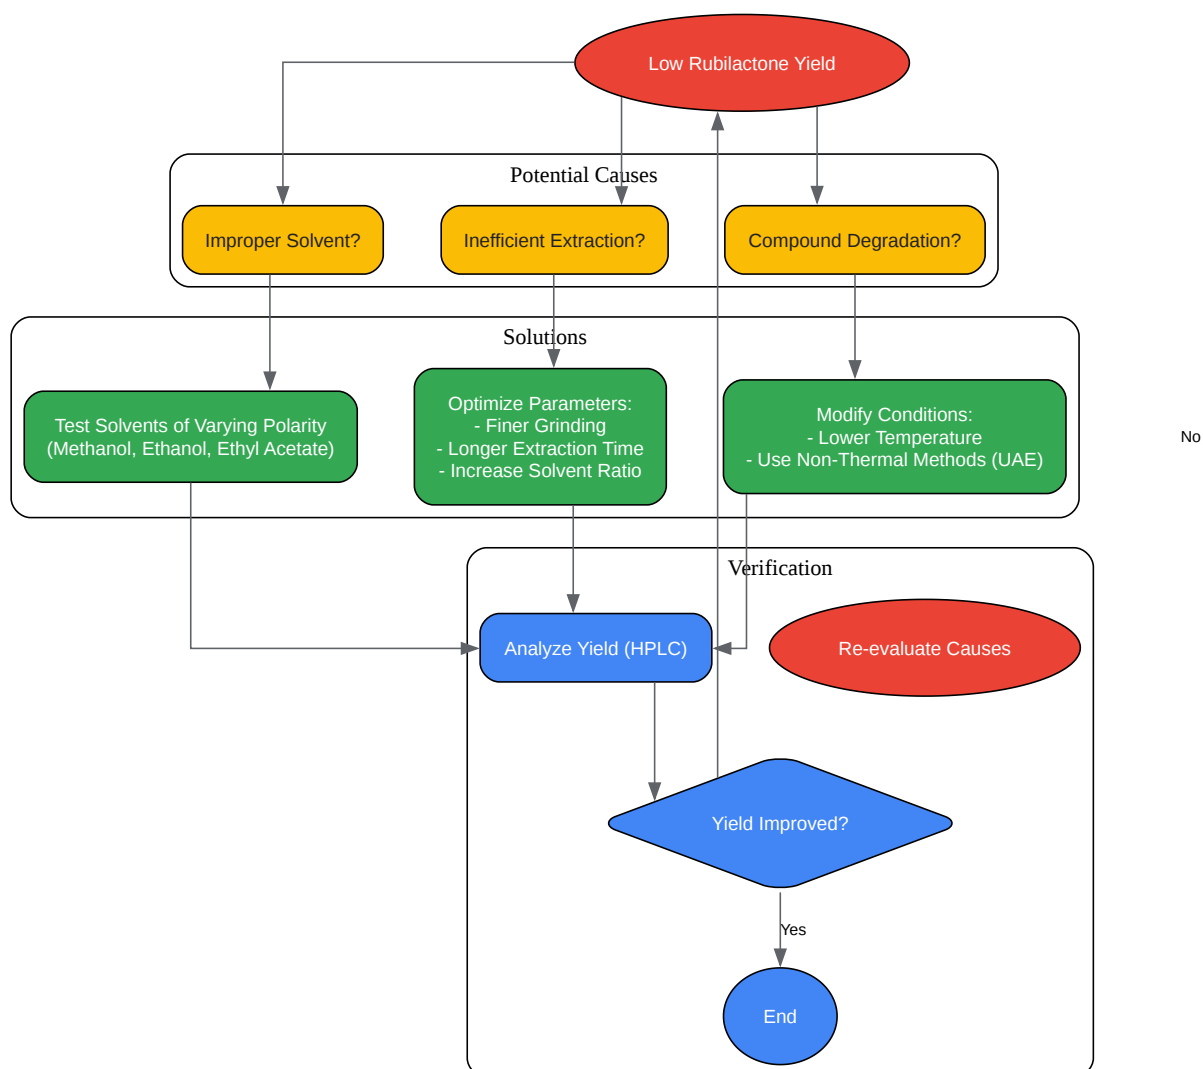 Low Rubilactone Yield
Potential Causes
Improper Solvent?
Inefficient Extraction?
Compound Degradation?
Solutions
Test Solvents of Varying Polarity
(Methanol, Ethanol, Ethyl Acetate)
Optimize Parameters:
- Finer Grinding
- Longer Extraction Time
- Increase Solvent Ratio
Modify Conditions:
- Lower Temperature
- Use Non-Thermal Methods (UAE)
No
Verification
Analyze Yield (HPLC)
Re-evaluate Causes
Yield Improved?
Yes
End